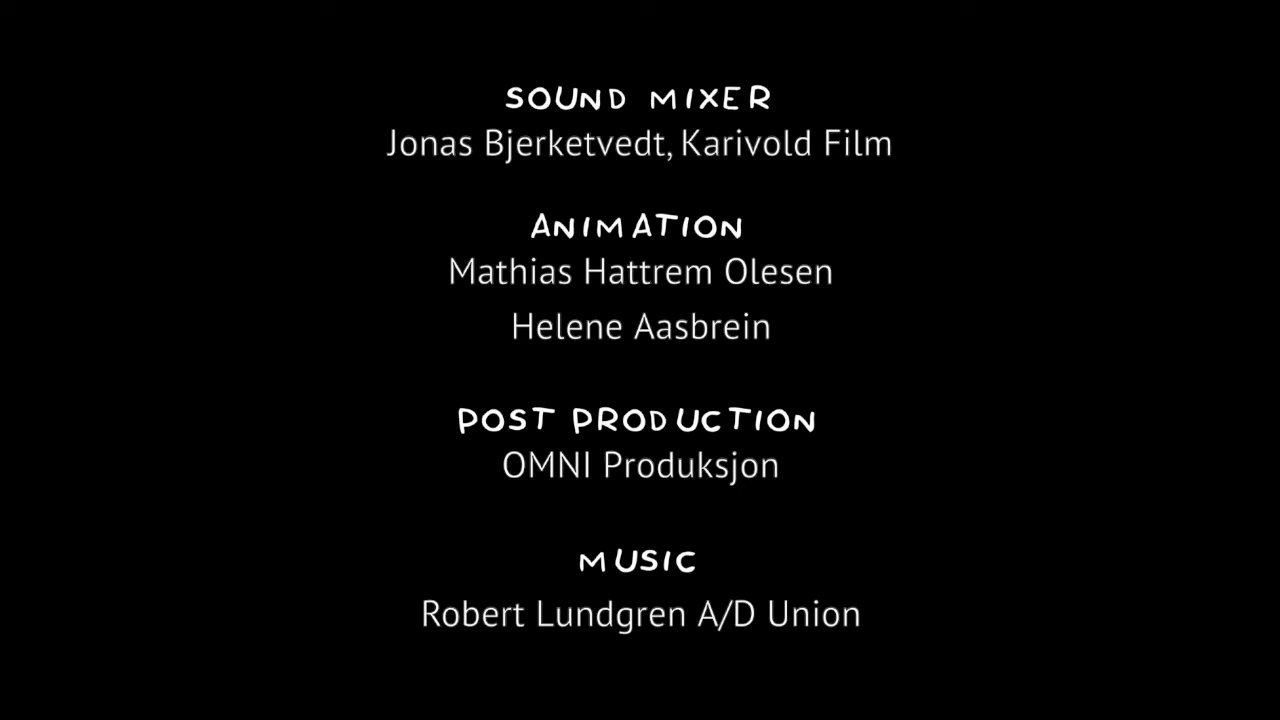 SOUND MIXER
Jonas Bjerketvedt, Karivold Film
ANIMATION
Mathias Hattrem Olesen
Helene Aasbrein
POST PRODUCTION
OMNI Produksjon
MUSIC
Robert Lundgren A/D Union